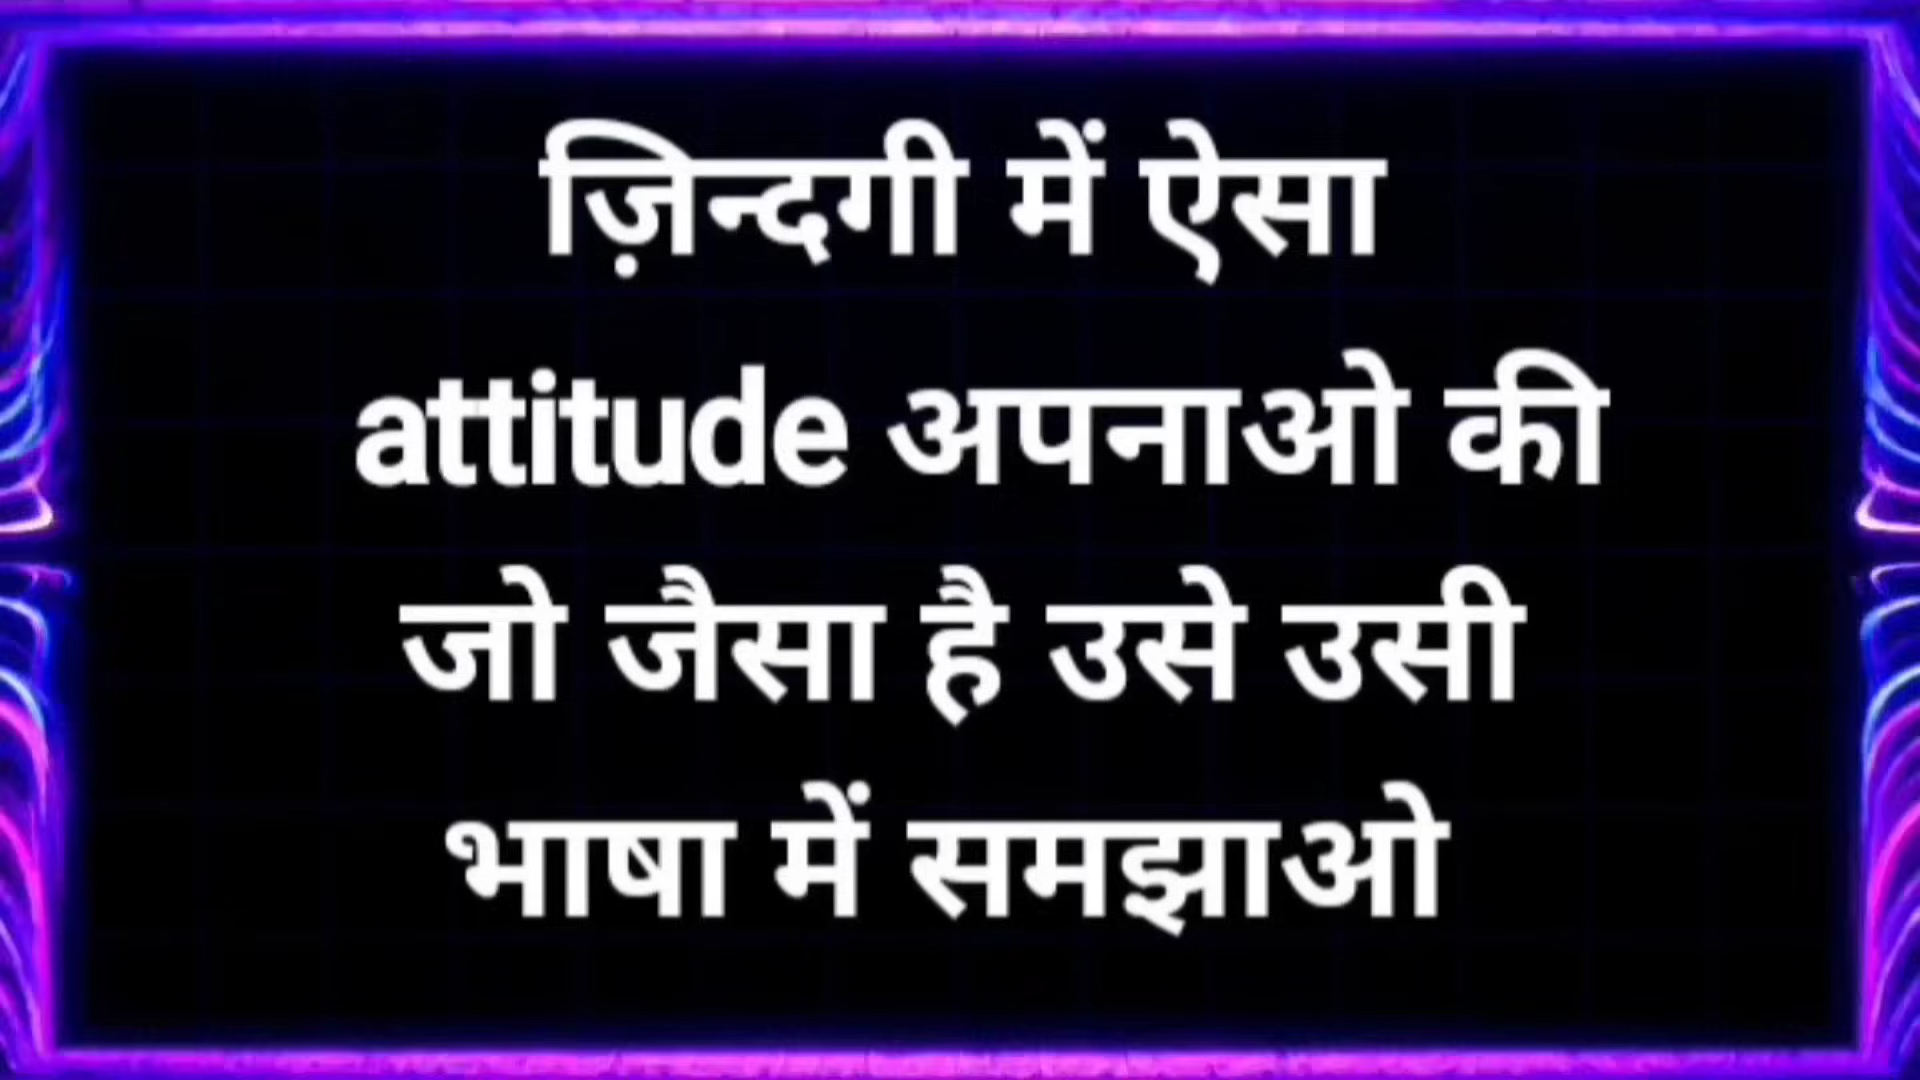 ज़िन्दगी में ऐसा
attitude अपनाओ की
जो जैसा है उसे उसी
भाषा में समझाओ